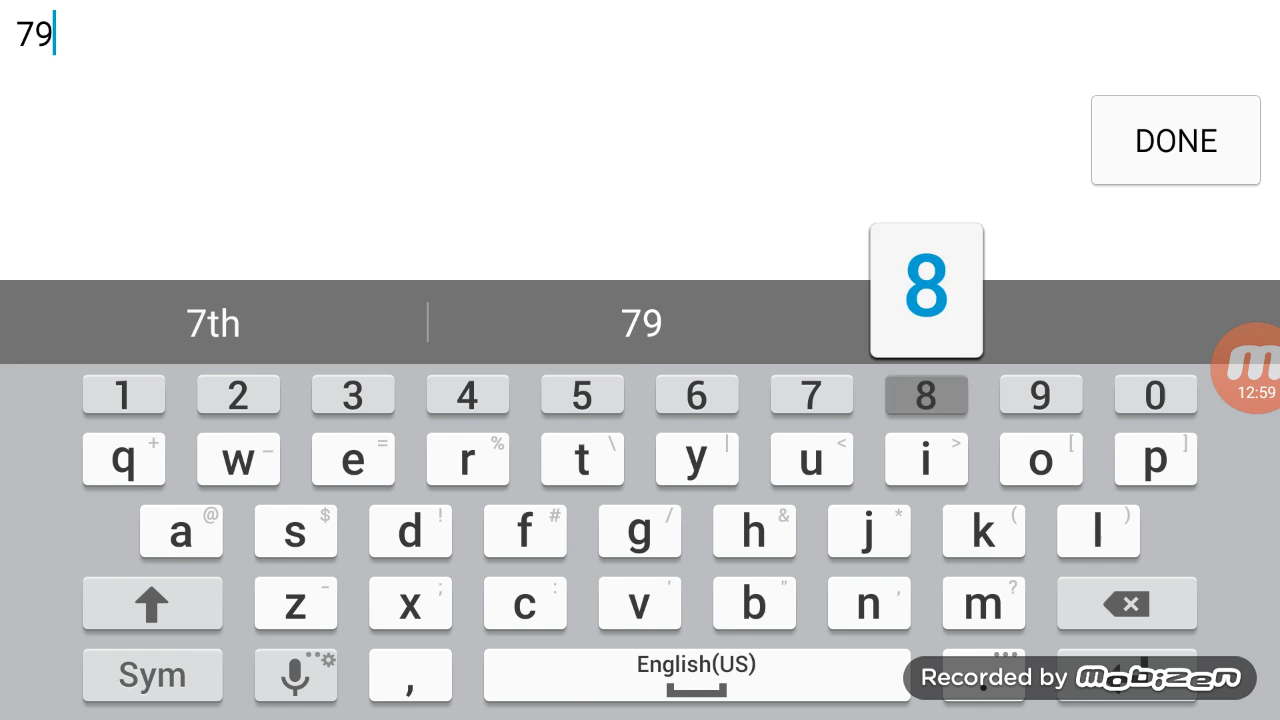 79
DONE
8
7th 79
12:59
1 2 3 4 5 6 7 8 9 0
q + w - e = r % t \ y | u < i > o [ p ]
a @ s $ d ! f # g / h & j * k ( l )
z - x ; c : v ' b " n , m ?
Sym , English(US) .
Recorded by mobizen